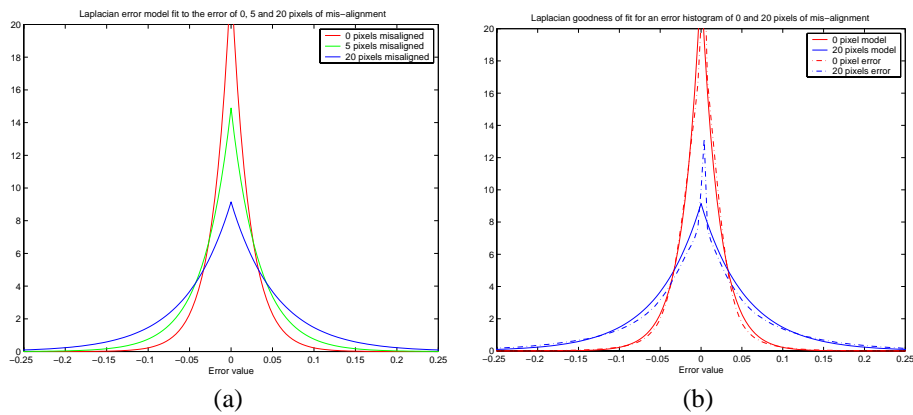 Laplacian error model fit to the error of 0, 5 and 20 pixels of mis−alignment
0 pixels misaligned
5 pixels misaligned
20 pixels misaligned
20
18
16
14
12
10
8
6
4
2
0
−0.25 −0.2 −0.15 −0.1 −0.05 0 0.05 0.1 0.15 0.2 0.25
Error value
(a)
Laplacian goodness of fit for an error histogram of 0 and 20 pixels of mis−alignment
0 pixel model
20 pixels model
0 pixel error
20 pixels error
20
18
16
14
12
10
8
6
4
2
0
−0.25 −0.2 −0.15 −0.1 −0.05 0 0.05 0.1 0.15 0.2 0.25
Error value
(b)